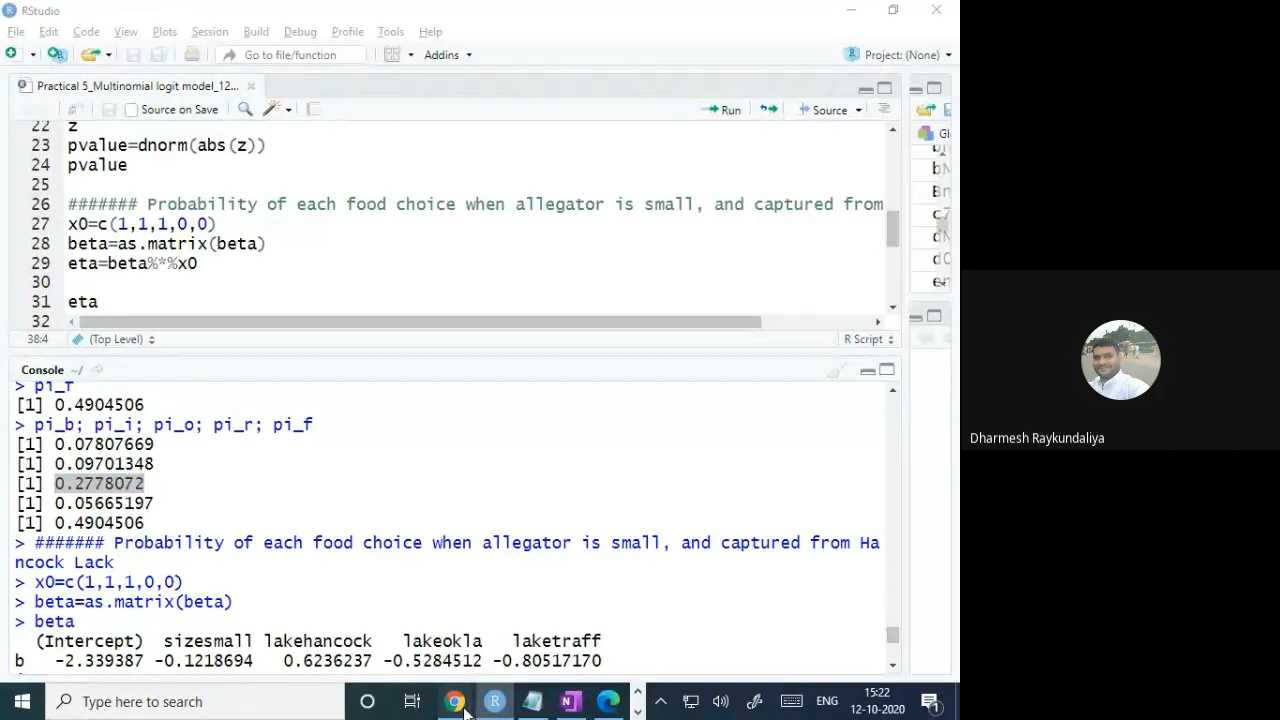 RStudio
File Edit Code View Plots Session Build Debug Profile Tools Help
Go to file/function Addins Project: (None)
Practical 5_Multinomial logit model_12...
Source on Save Run Source
22 z
23 pvalue=dnorm(abs(z))
24 pvalue
25
26 ####### Probability of each food choice when allegator is small, and captured from
27 x0=c(1,1,1,0,0)
28 beta=as.matrix(beta)
29 eta=beta%*%x0
30
31 eta
32
38:4 (Top Level) R Script
Console ~/
> pi_f
[1] 0.4904506
> pi_b; pi_i; pi_o; pi_r; pi_f
[1] 0.07807669
[1] 0.09701348
[1] 0.2778072
[1] 0.05665197
[1] 0.4904506
> ####### Probability of each food choice when allegator is small, and captured from Ha
ncock Lack
> x0=c(1,1,1,0,0)
> beta=as.matrix(beta)
> beta
(Intercept) sizesmall lakehancock lakeokla laketraff
b -2.339387 -0.1218694 0.6236237 -0.5284512 -0.80517170
Dharmesh Raykundaliya
Type here to search
ENG
15:22
12-10-2020